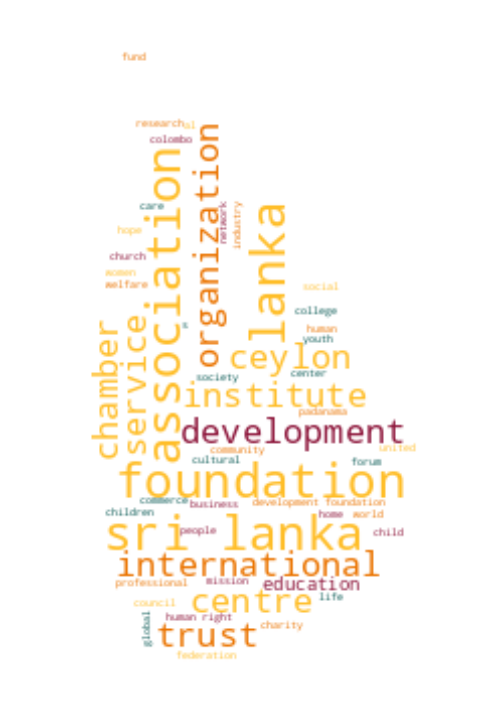 fund
research
al
colombo
association
organization
care
network
industry
lanka
hope
church
women
welfare
social
college
s
human
youth
chamber
service
ceylon
center
society
institute
padanama
development
community
united
cultural
forum
foundation
commerce
business
development foundation
children
home
world
sri lanka
people
child
international
professional
mission
education
life
council
centre
human right
global
charity
trust
federation